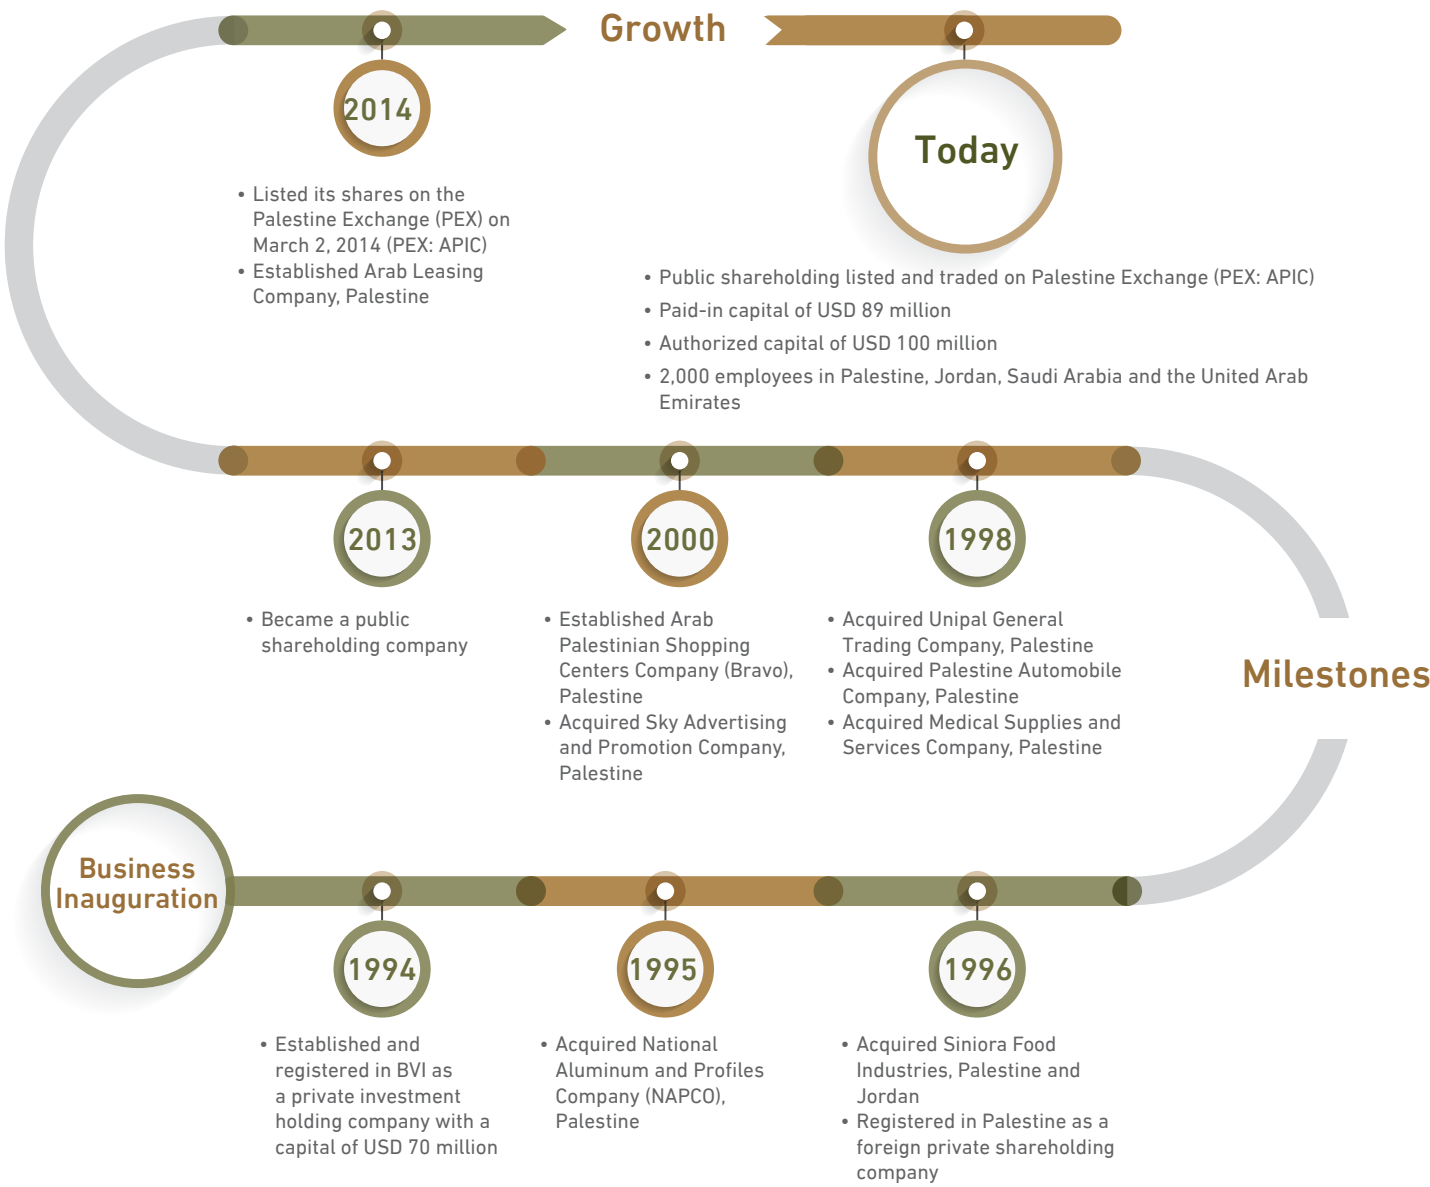 Growth
2014
• Listed its shares on the
Palestine Exchange (PEX) on
March 2, 2014 (PEX: APIC)
• Established Arab Leasing
Company, Palestine
Today
• Public shareholding listed and traded on Palestine Exchange (PEX: APIC)
• Paid-in capital of USD 89 million
• Authorized capital of USD 100 million
• 2,000 employees in Palestine, Jordan, Saudi Arabia and the United Arab
Emirates
2013
• Became a public
shareholding company
2000
• Established Arab
Palestinian Shopping
Centers Company (Bravo),
Palestine
• Acquired Sky Advertising
and Promotion Company,
Palestine
1998
• Acquired Unipal General
Trading Company, Palestine
• Acquired Palestine Automobile
Company, Palestine
• Acquired Medical Supplies and
Services Company, Palestine
Milestones
Business
Inauguration
1994
• Established and
registered in BVI as
a private investment
holding company with a
capital of USD 70 million
1995
• Acquired National
Aluminum and Profiles
Company (NAPCO),
Palestine
1996
• Acquired Siniora Food
Industries, Palestine and
Jordan
• Registered in Palestine as a
foreign private shareholding
company